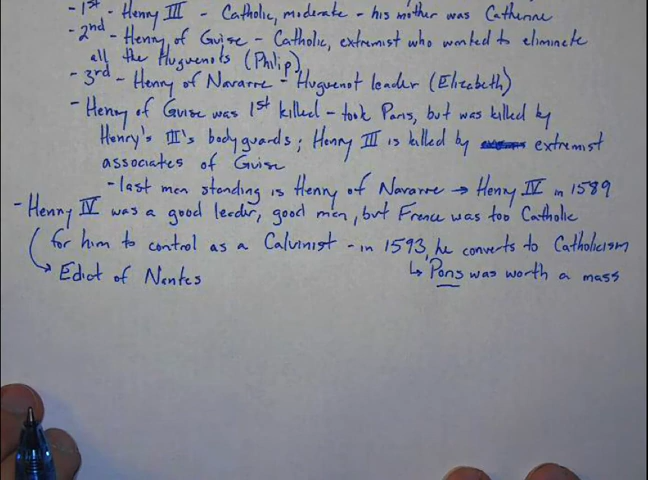 - 1st - Henry III - Catholic, moderate - his mother was Catherine
- 2nd - Henry of Guise - Catholic, extremist who wanted to eliminate
all the Huguenots (Philip)
- 3rd - Henry of Navarre - Huguenot leader (Elizabeth)
- Henry of Guise was 1st killed - took Paris, but was killed by
Henry's III's bodyguards; Henry III is killed by extremist
associates of Guise
- last man standing is Henry of Navarre → Henry IV in 1589
- Henry IV was a good leader, good man, but France was too Catholic
for him to control as a Calvinist - in 1593, he converts to Catholicism
↳ Edict of Nantes
↳ Paris was worth a mass